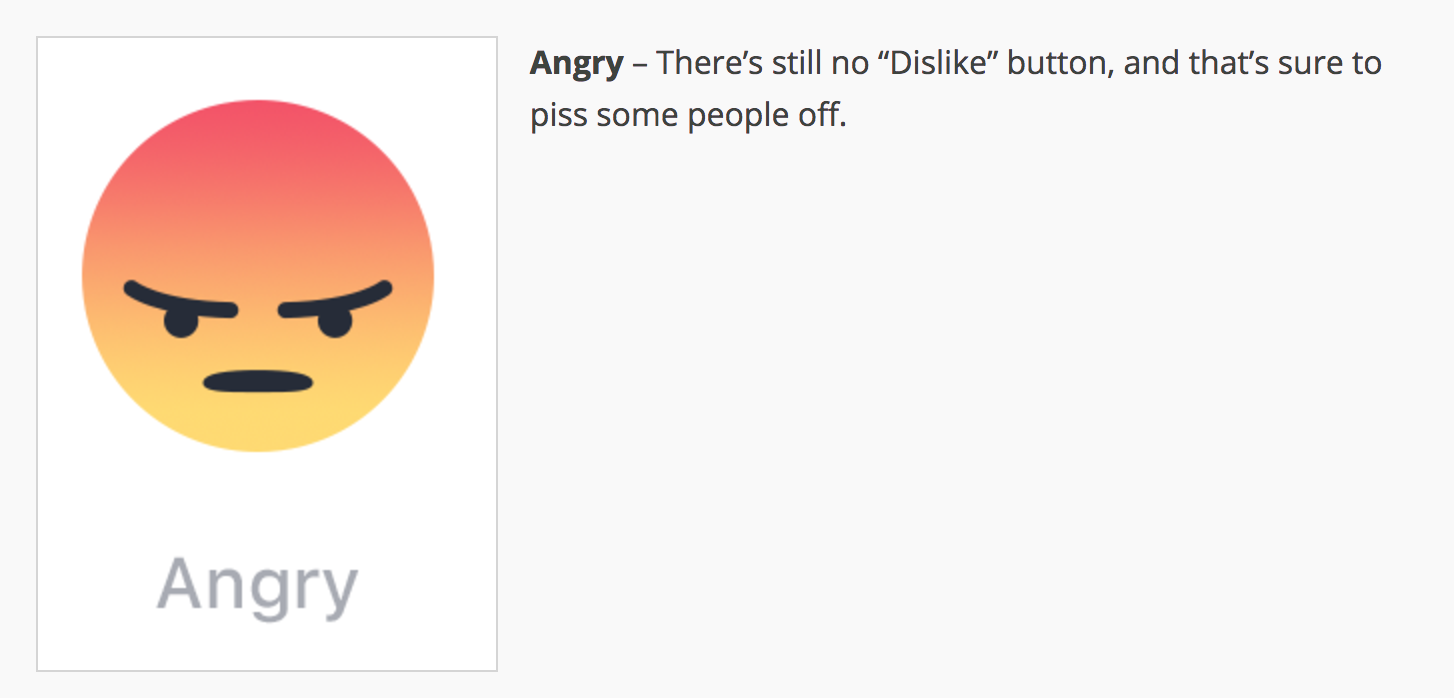 Angry – There’s still no “Dislike” button, and that’s sure to
piss some people off.
Angry